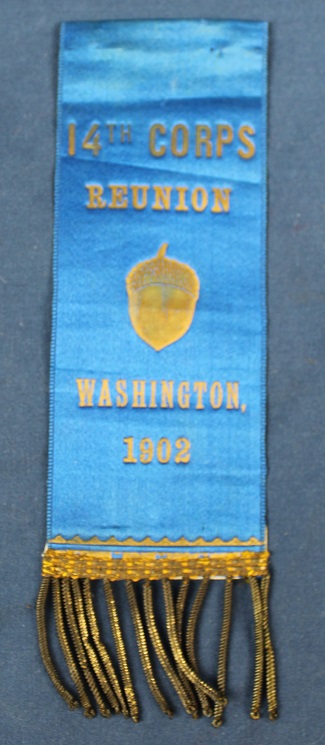 14TH CORPS
REUNION
WASHINGTON,
1902